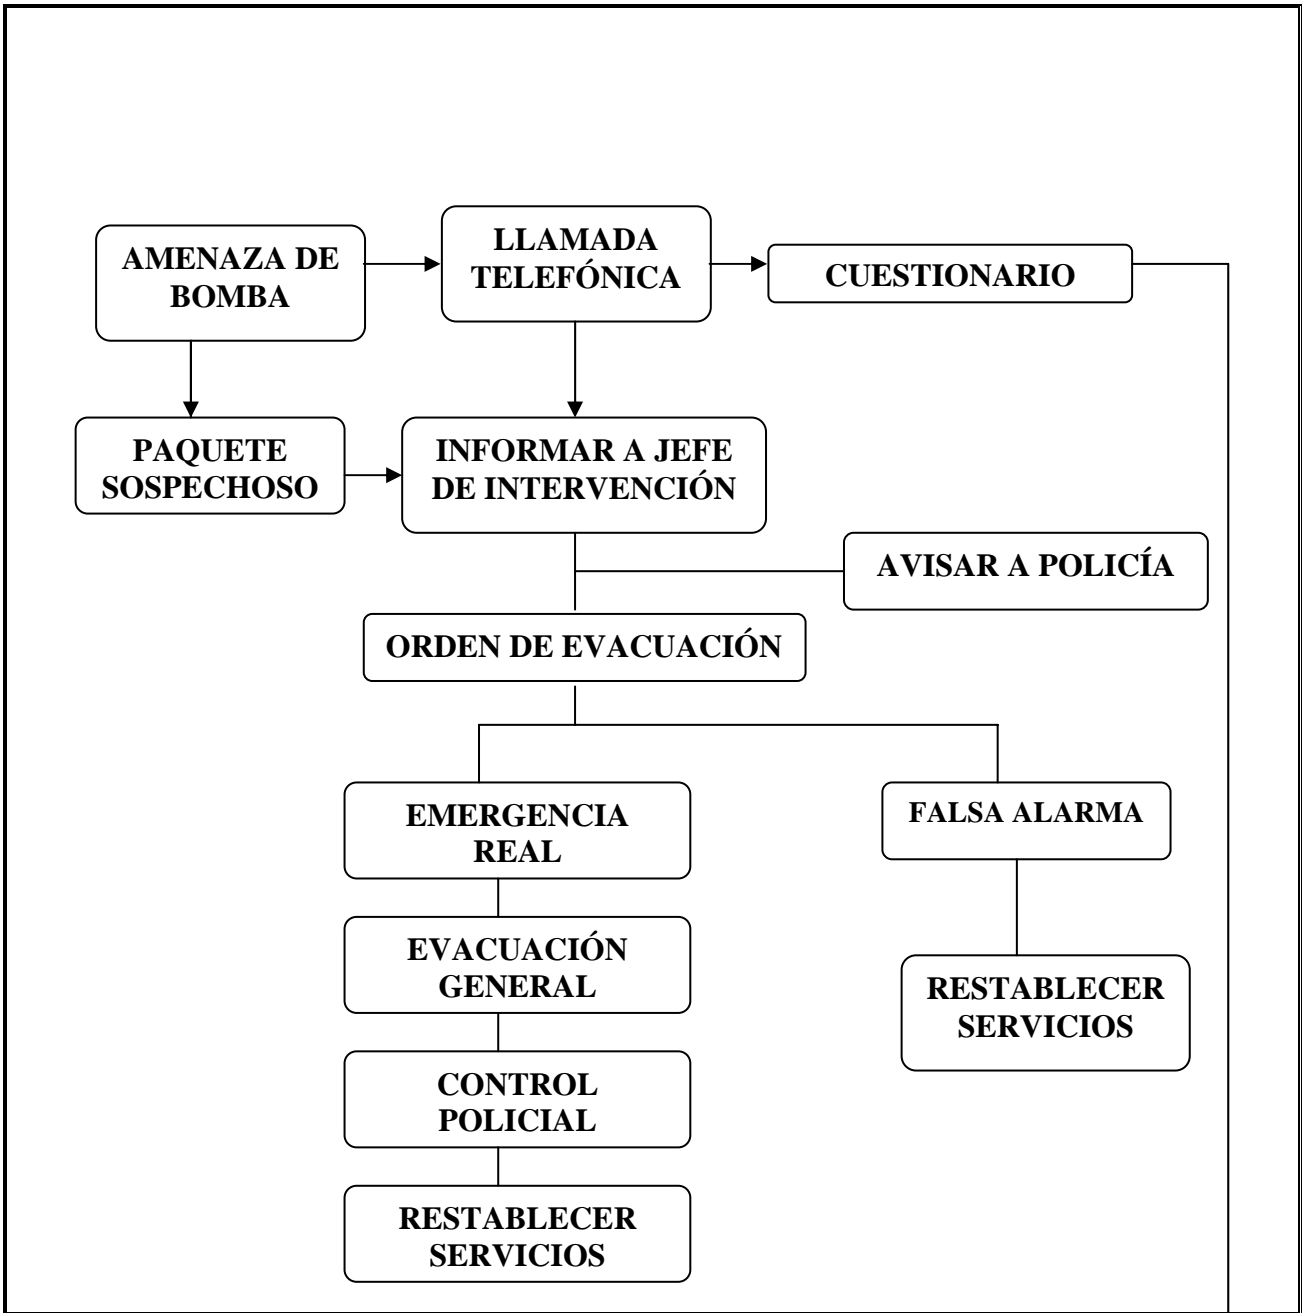 AMENAZA DE
BOMBA
LLAMADA
TELEFÓNICA
CUESTIONARIO
PAQUETE
SOSPECHOSO
INFORMAR A JEFE
DE INTERVENCIÓN
AVISAR A POLICÍA
ORDEN DE EVACUACIÓN
EMERGENCIA
REAL
FALSA ALARMA
EVACUACIÓN
GENERAL
RESTABLECER
SERVICIOS
CONTROL
POLICIAL
RESTABLECER
SERVICIOS